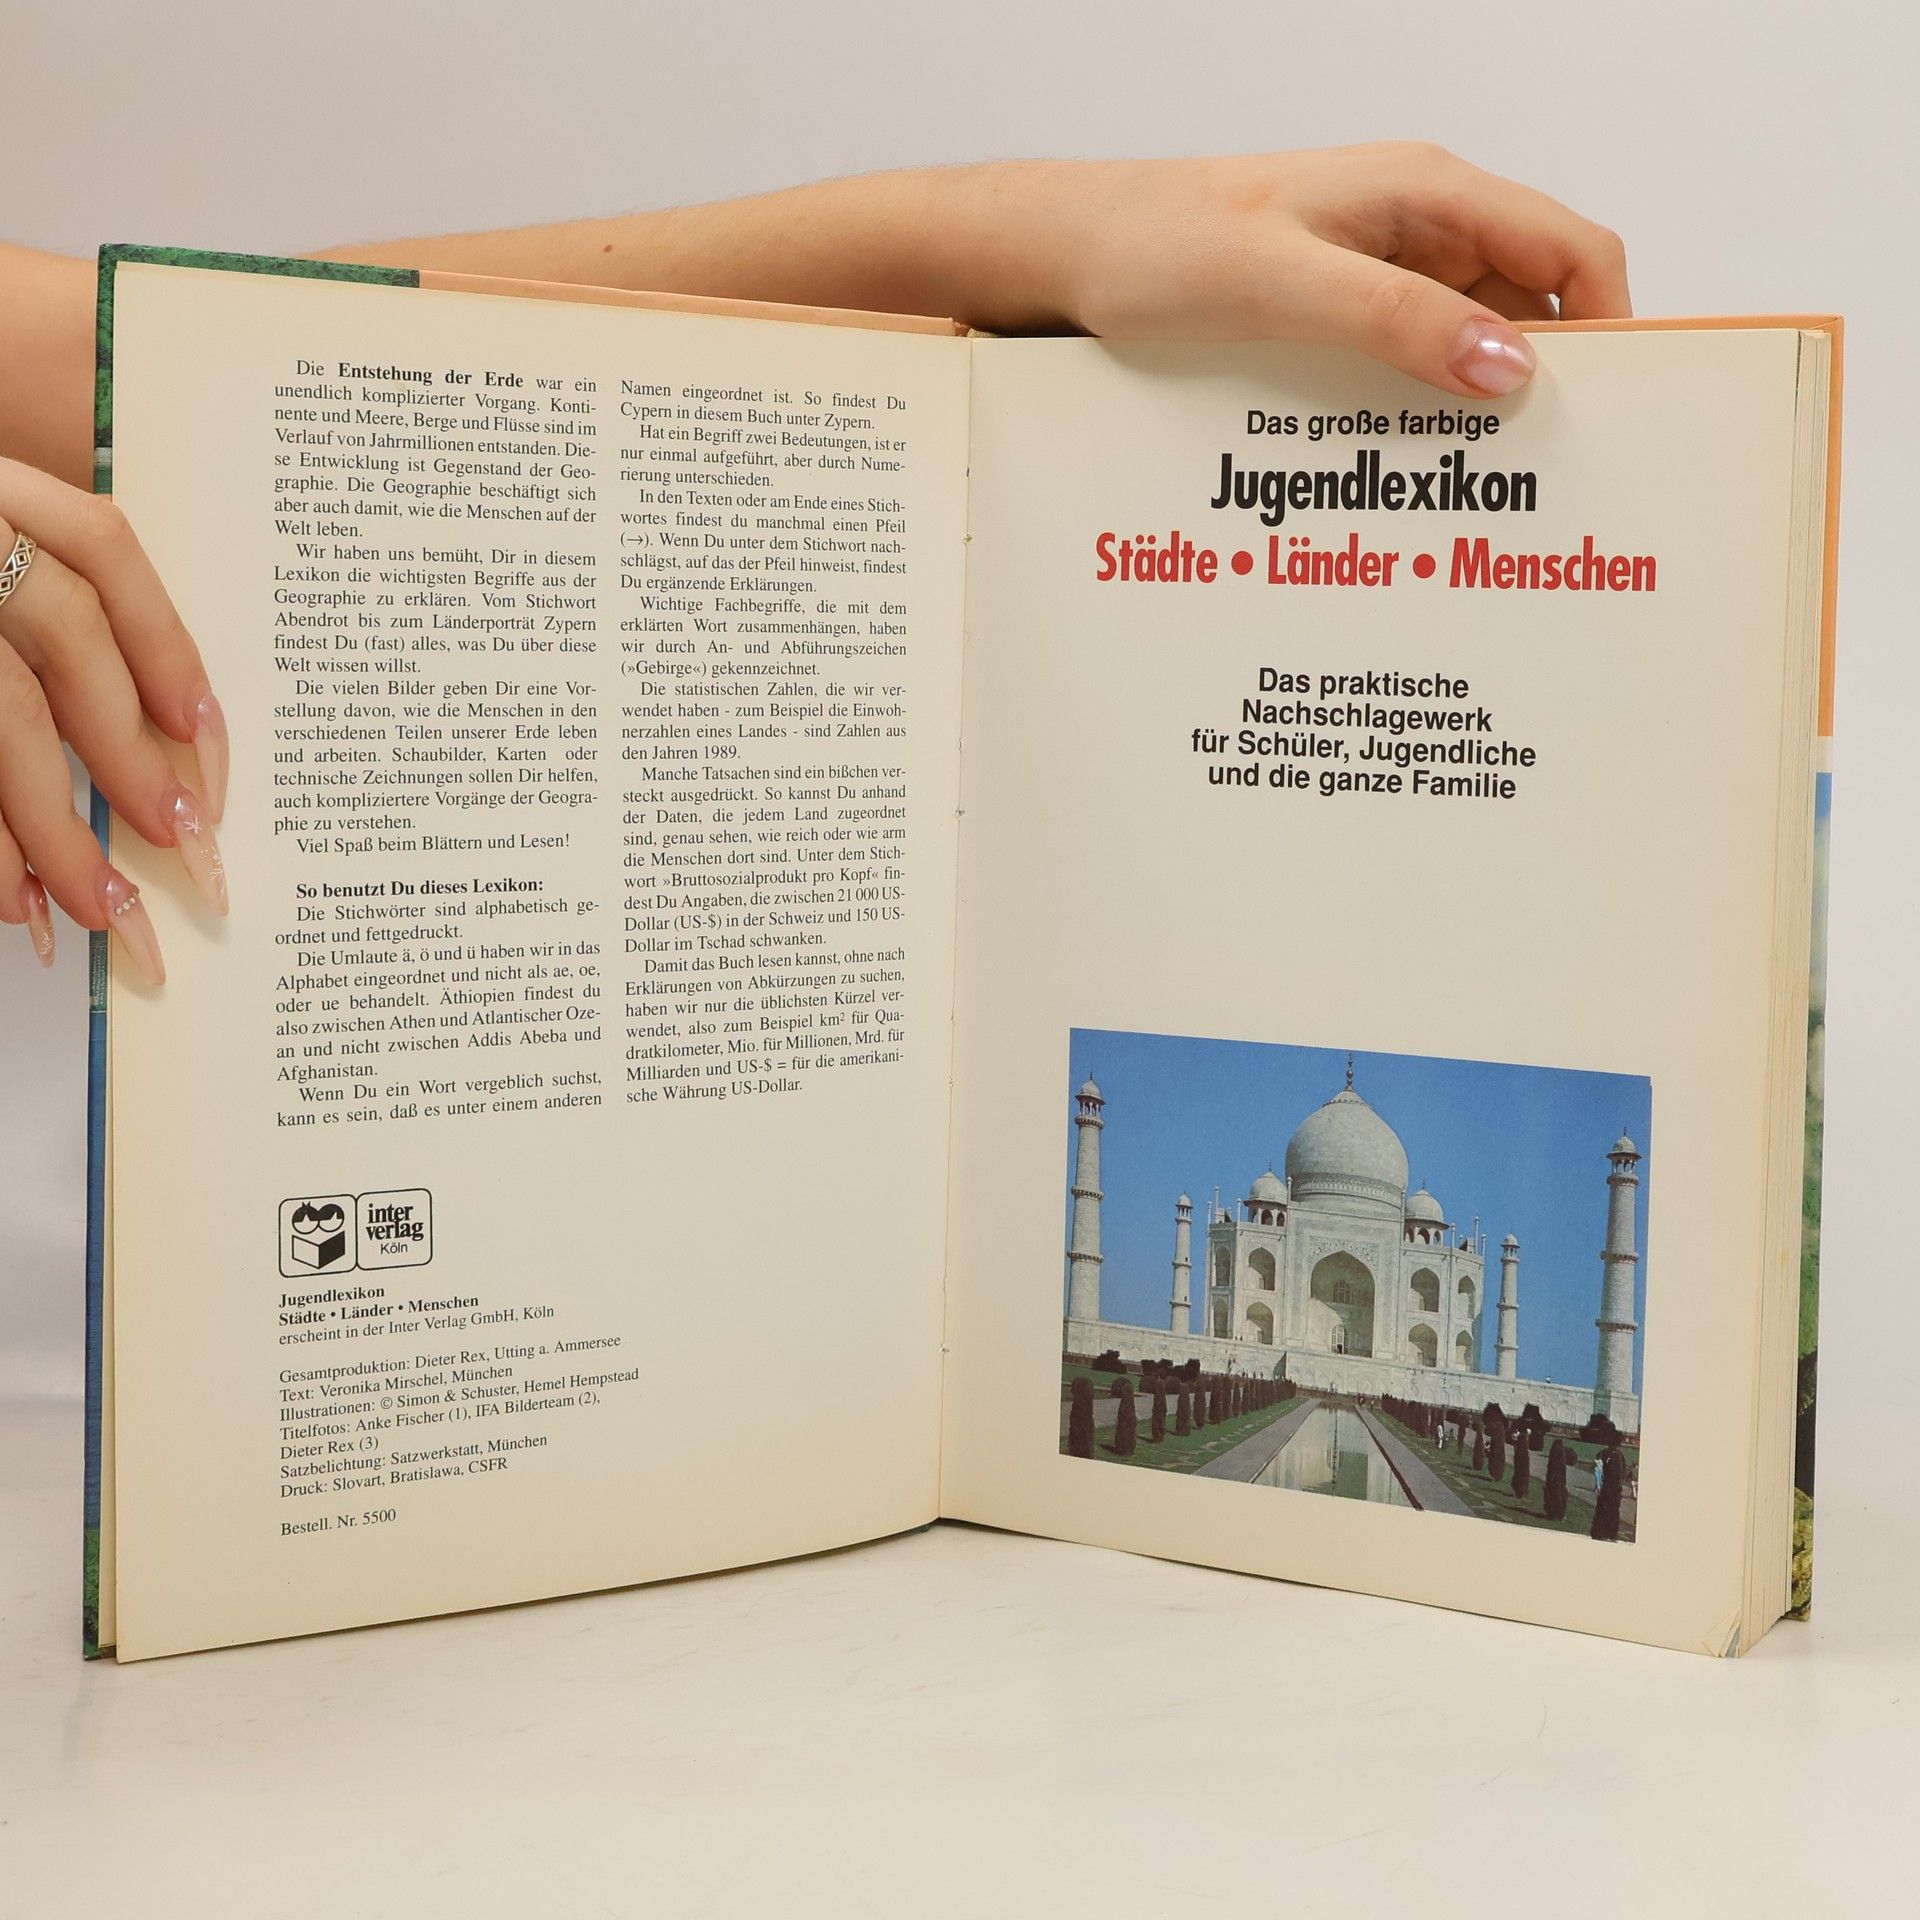 Die Entstehung der Erde war ein
unendlich komplizierter Vorgang. Konti-
nente und Meere, Berge und Flüsse sind im
Verlauf von Jahrmillionen entstanden. Die-
se Entwicklung ist Gegenstand der Geo-
graphie. Die Geographie beschäftigt sich
aber auch damit, wie die Menschen auf der
Welt leben.
Wir haben uns bemüht, Dir in diesem
Lexikon die wichtigsten Begriffe aus der
Geographie zu erklären. Vom Stichwort
Abendrot bis zum Länderporträt Zypern
findest Du (fast) alles, was Du über diese
Welt wissen willst.
Die vielen Bilder geben Dir eine Vor-
stellung davon, wie die Menschen in den
verschiedenen Teilen unserer Erde leben
und arbeiten. Schaubilder, Karten oder
technische Zeichnungen sollen Dir helfen,
auch kompliziertere Vorgänge der Geogra-
phie zu verstehen.
Viel Spaß beim Blättern und Lesen!
So benutzt Du dieses Lexikon:
Die Stichwörter sind alphabetisch ge-
ordnet und fettgedruckt.
Die Umlaute ä, ö und ü haben wir in das
Alphabet eingeordnet und nicht als ae, oe,
oder ue behandelt. Äthiopien findest du
also zwischen Athen und Atlantischer Oze-
an und nicht zwischen Addis Abeba und
Afghanistan.
Wenn Du ein Wort vergeblich suchst,
kann es sein, daß es unter einem anderen
Namen eingeordnet ist. So findest Du
Cypern in diesem Buch unter Zypern.
Hat ein Begriff zwei Bedeutungen, ist er
nur einmal aufgeführt, aber durch Nume-
rierung unterschieden.
In den Texten oder am Ende eines Stich-
wortes findest du manchmal einen Pfeil
(→). Wenn Du unter dem Stichwort nach-
schlägst, auf das der Pfeil hinweist, findest
Du ergänzende Erklärungen.
Wichtige Fachbegriffe, die mit dem
erklärten Wort zusammenhängen, haben
wir durch An- und Abführungszeichen
(»Gebirge«) gekennzeichnet.
Die statistischen Zahlen, die wir ver-
wendet haben - zum Beispiel die Einwoh-
nerzahlen eines Landes - sind Zahlen aus
den Jahren 1989.
Manche Tatsachen sind ein bißchen ver-
steckt ausgedrückt. So kannst Du anhand
der Daten, die jedem Land zugeordnet
sind, genau sehen, wie reich oder wie arm
die Menschen dort sind. Unter dem Stich-
wort »Bruttosozialprodukt pro Kopf« fin-
dest Du Angaben, die zwischen 21 000 US-
Dollar (US-$) in der Schweiz und 150 US-
Dollar im Tschad schwanken.
Damit das Buch lesen kannst, ohne nach
Erklärungen von Abkürzungen zu suchen,
haben wir nur die üblichsten Kürzel ver-
wendet, also zum Beispiel km² für Qua-
dratkilometer, Mio. für Millionen, Mrd. für
Milliarden und US-$ = für die amerikani-
sche Währung US-Dollar.
inter
verlag
Köln
Jugendlexikon
Städte • Länder • Menschen
erscheint in der Inter Verlag GmbH, Köln
Gesamtproduktion: Dieter Rex, Utting a. Ammersee
Text: Veronika Mirschel, München
Illustrationen: © Simon & Schuster, Hemel Hempstead
Titelfotos: Anke Fischer (1), IFA Bilderteam (2),
Dieter Rex (3)
Satzbelichtung: Satzwerkstatt, München
Druck: Slovart, Bratislawa, CSFR
Bestell. Nr. 5500
Das große farbige
Jugendlexikon
Städte • Länder • Menschen
Das praktische
Nachschlagewerk
für Schüler, Jugendliche
und die ganze Familie